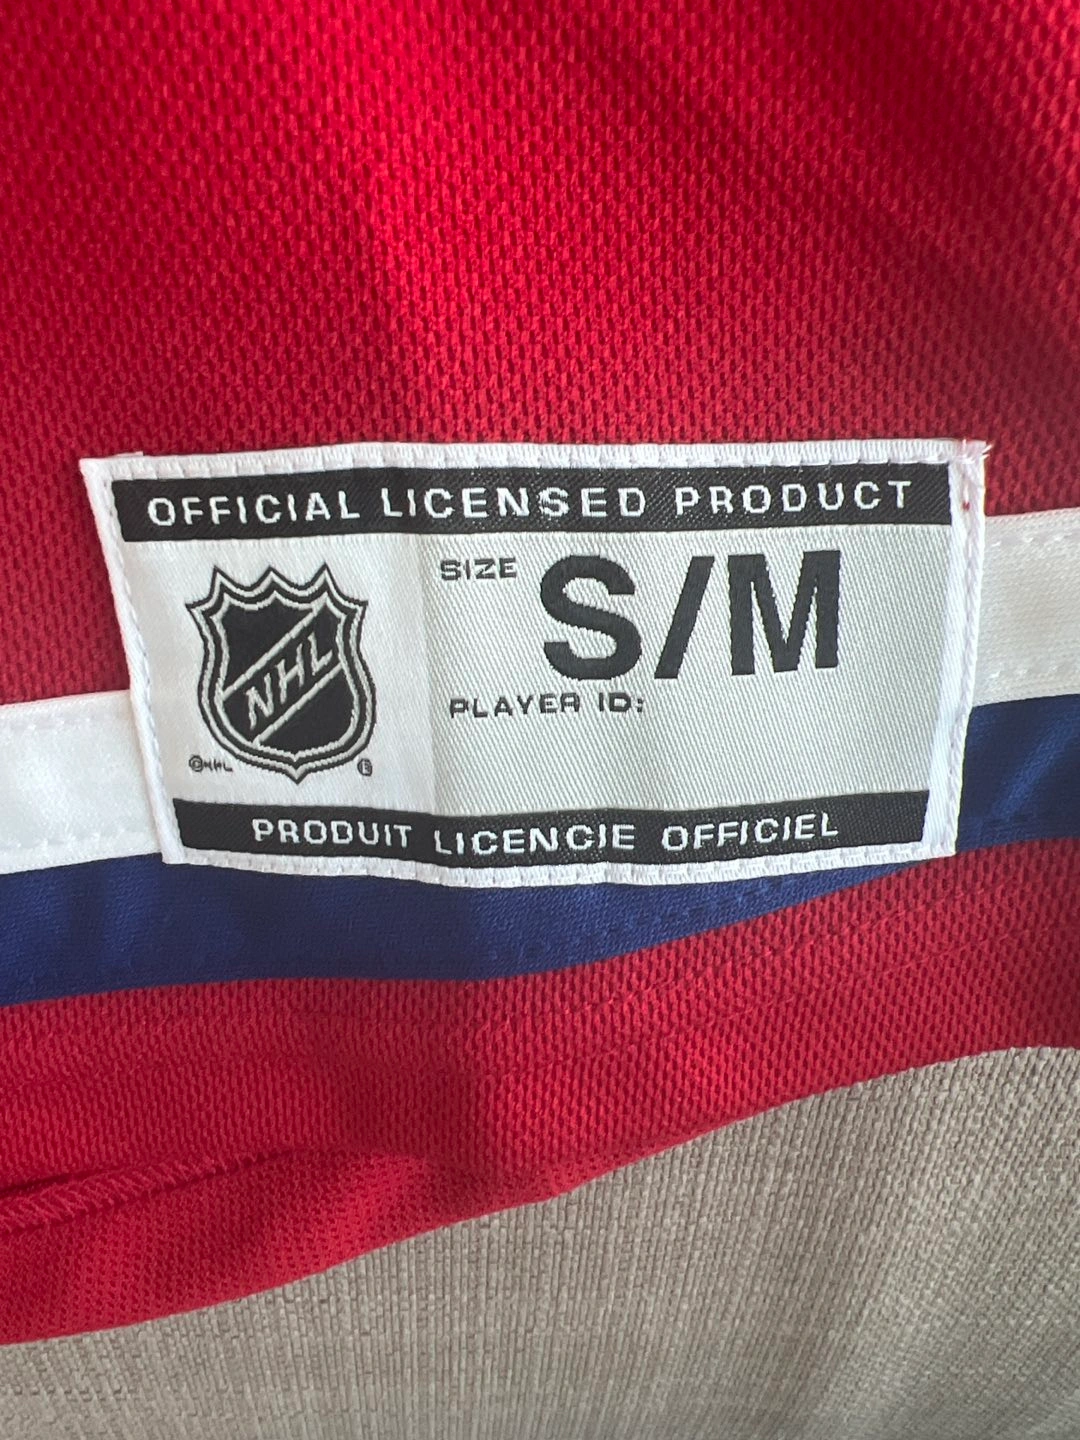 OFFICIAL LICENSED PRODUCT
SIZE S/M
NHL
PLAYER ID:
©NHL
PRODUIT LICENCIE OFFICIEL